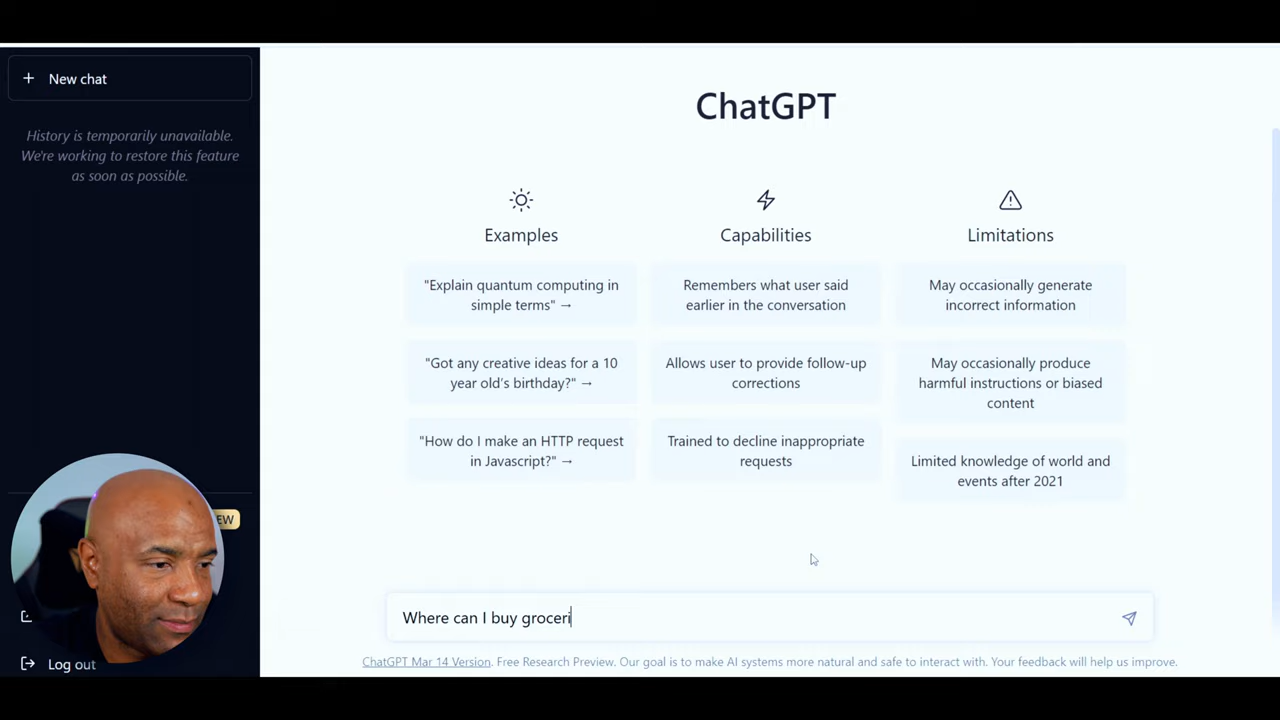 New chat
History is temporarily unavailable.
We're working to restore this feature
as soon as possible.
EW
Log out
ChatGPT
Examples
"Explain quantum computing in
simple terms" →
"Got any creative ideas for a 10
year old's birthday?" →
"How do I make an HTTP request
in Javascript?" →
Capabilities
Remembers what user said
earlier in the conversation
Allows user to provide follow-up
corrections
Trained to decline inappropriate
requests
Limitations
May occasionally generate
incorrect information
May occasionally produce
harmful instructions or biased
content
Limited knowledge of world and
events after 2021
Where can I buy groceri
ChatGPT Mar 14 Version. Free Research Preview. Our goal is to make AI systems more natural and safe to interact with. Your feedback will help us improve.